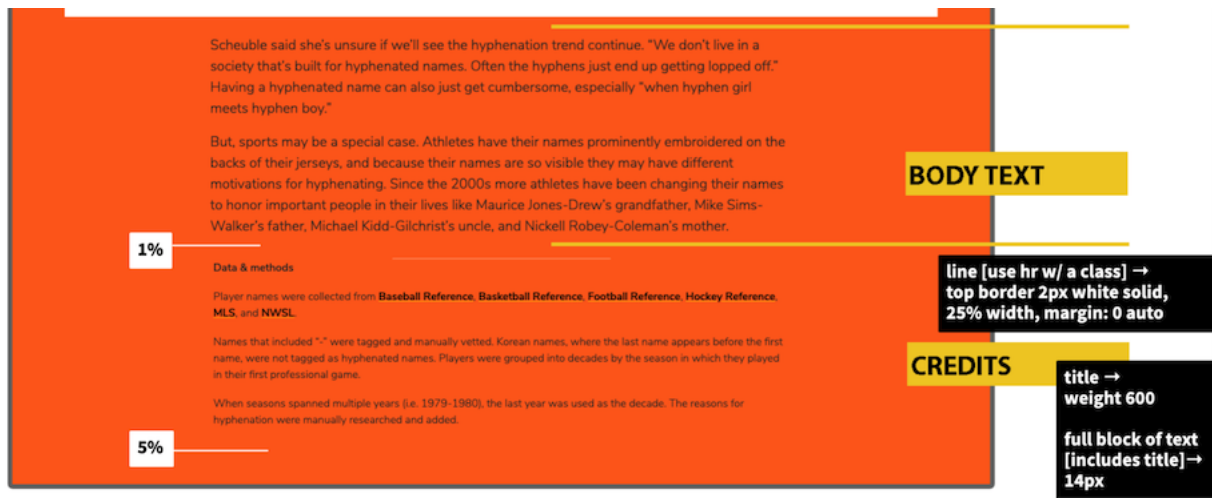 Scheuble said she's unsure if we'll see the hyphenation trend continue. “We don't live in a
society that's built for hyphenated names. Often the hyphens just end up getting lopped off.”
Having a hyphenated name can also just get cumbersome, especially “when hyphen girl
meets hyphen boy.”
But, sports may be a special case. Athletes have their names prominently embroidered on the
backs of their jerseys, and because their names are so visible they may have different
motivations for hyphenating. Since the 2000s more athletes have been changing their names
to honor important people in their lives like Maurice Jones-Drew's grandfather, Mike Sims-
Walker's father, Michael Kidd-Gilchrist's uncle, and Nickell Robey-Coleman's mother.
BODY TEXT
1%
line [use hr w/ a class] →
top border 2px white solid,
25% width, margin: 0 auto
Data & methods
Player names were collected from Baseball Reference, Basketball Reference, Football Reference, Hockey Reference,
MLS, and NWSL.
Names that included "-" were tagged and manually vetted. Korean names, where the last name appears before the first
name, were not tagged as hyphenated names. Players were grouped into decades by the season in which they played
in their first professional game.
When seasons spanned multiple years (i.e. 1979-1980), the last year was used as the decade. The reasons for
hyphenation were manually researched and added.
CREDITS
title →
weight 600
full block of text
[includes title]→
14px
5%